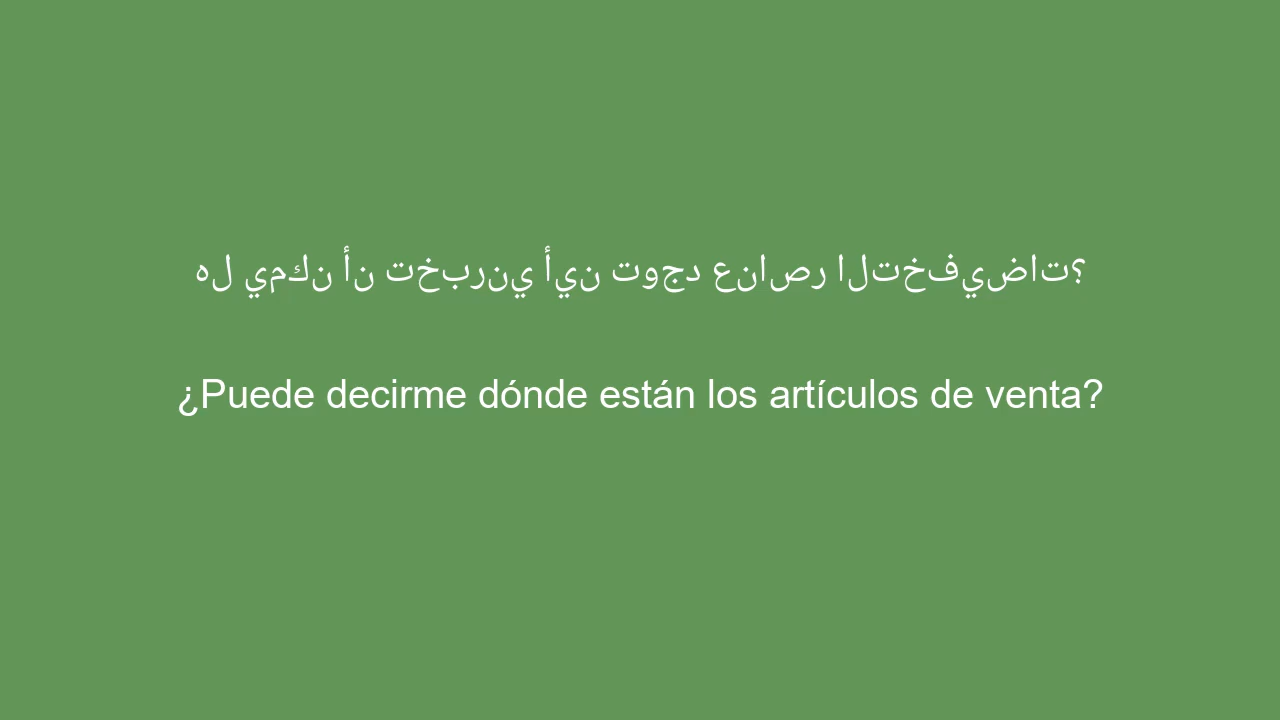 هل يمكن أن تخبرني أين توجد عناصر التخفيضات؟
¿Puede decirme dónde están los artículos de venta?